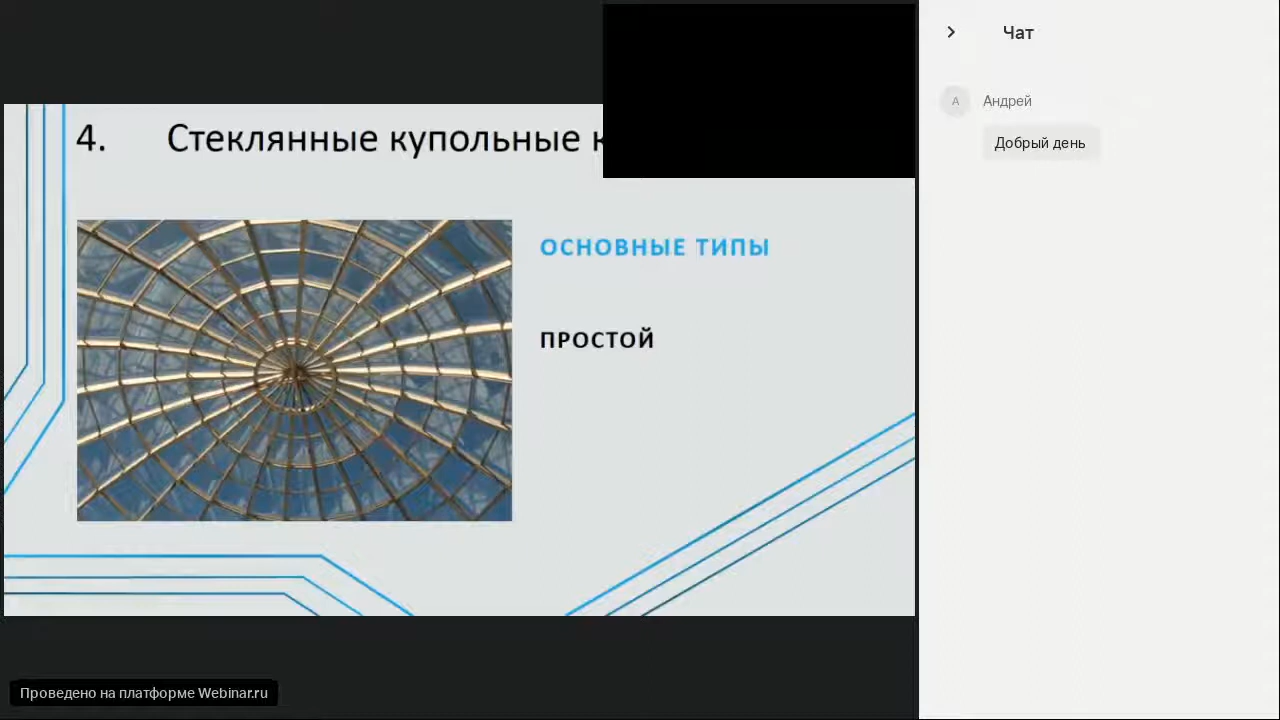 4. Стеклянные купольные
ОСНОВНЫЕ ТИПЫ
ПРОСТОЙ
Проведено на платформе Webinar.ru
Чат
А
Андрей
Добрый день